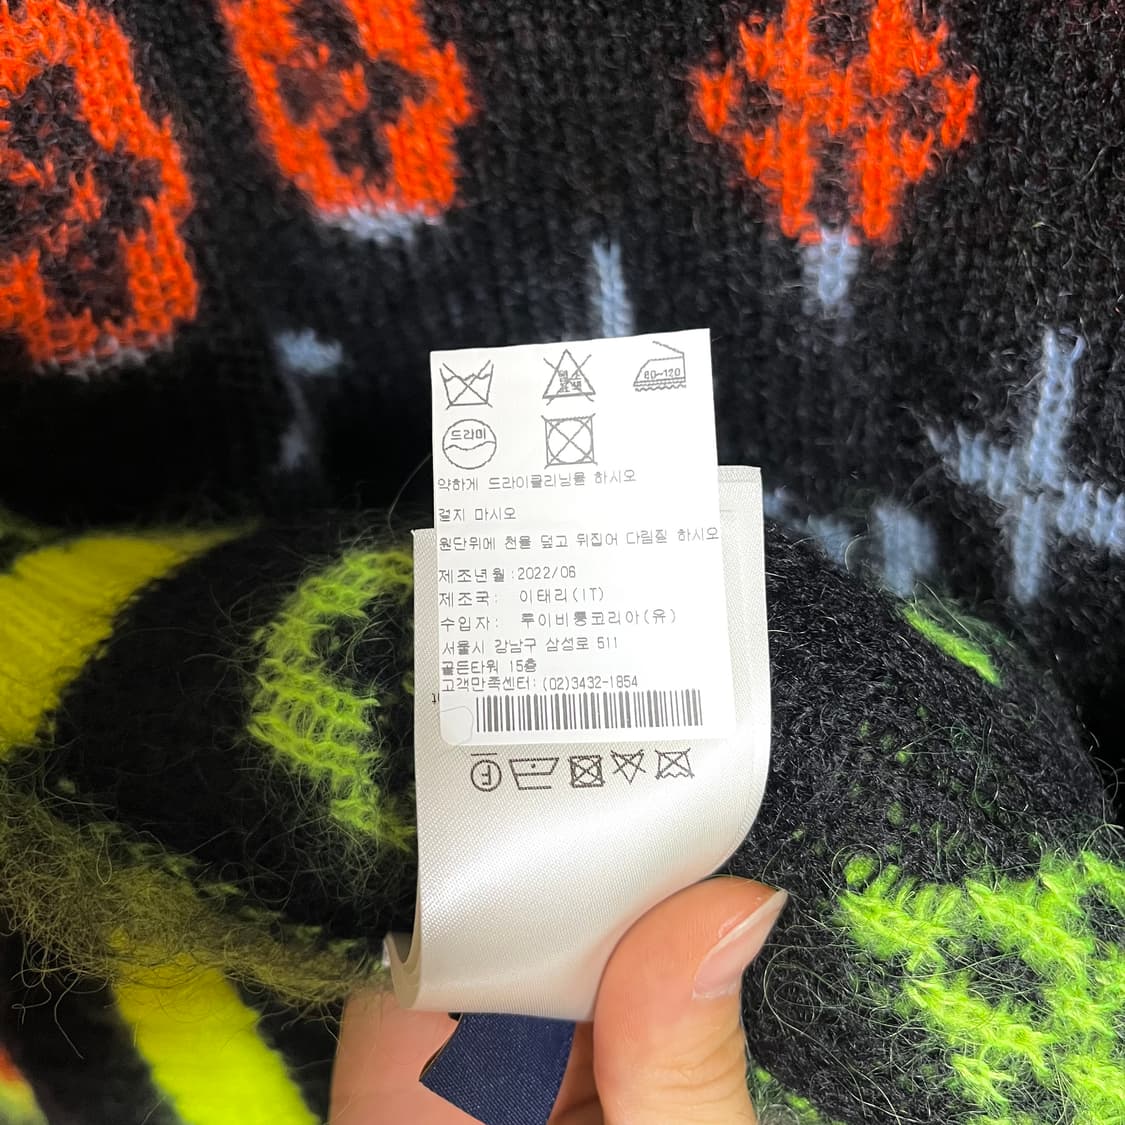 염소
표백
80~120
드라이
약하게 드라이클리닝을 하시오
걸지 마시오
원단위에 천을 덮고 뒤집어 다림질 하시오
제조년월:2022/06
제조국: 이태리(IT)
수입자: 루이비통코리아(유)
서울시 강남구 삼성로 511
골든타워 15층
고객만족센터:(02)3432-1854
F